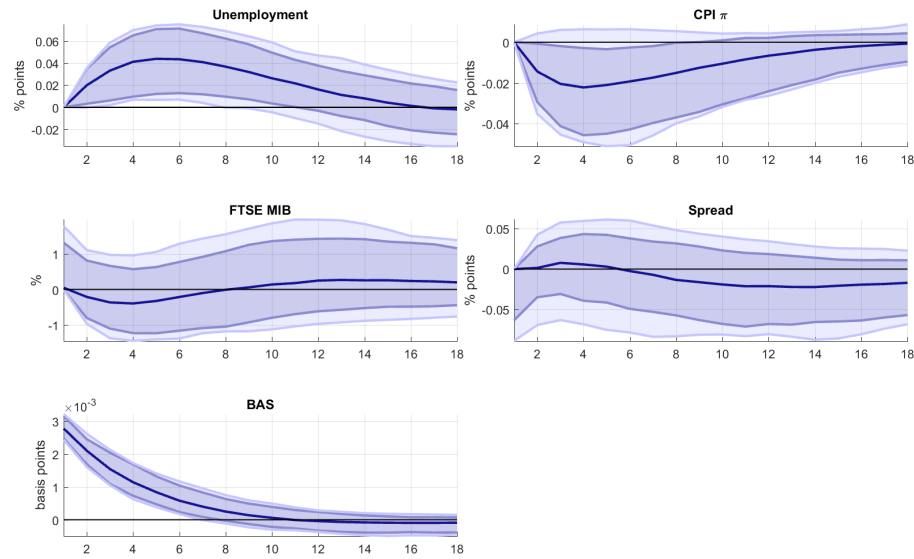 Unemployment
% points
0.06
0.04
0.02
0
-0.02
2 4 6 8 10 12 14 16 18
CPI π
% points
0
-0.02
-0.04
2 4 6 8 10 12 14 16 18
FTSE MIB
%
1
0
-1
2 4 6 8 10 12 14 16 18
Spread
% points
0.05
0
-0.05
2 4 6 8 10 12 14 16 18
×10⁻³
BAS
basis points
3
2
1
0
2 4 6 8 10 12 14 16 18